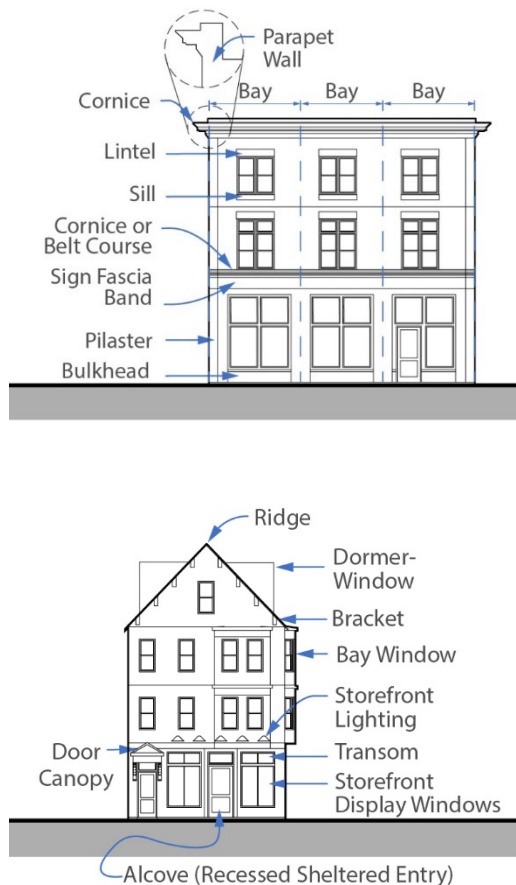 Parapet
Wall
Bay
Bay
Bay
Cornice
Lintel
Sill
Cornice or
Belt Course
Sign Fascia
Band
Pilaster
Bulkhead
Ridge
Dormer-
Window
Bracket
Bay Window
Storefront
Lighting
Door
Canopy
Transom
Storefront
Display Windows
Alcove (Recessed Sheltered Entry)